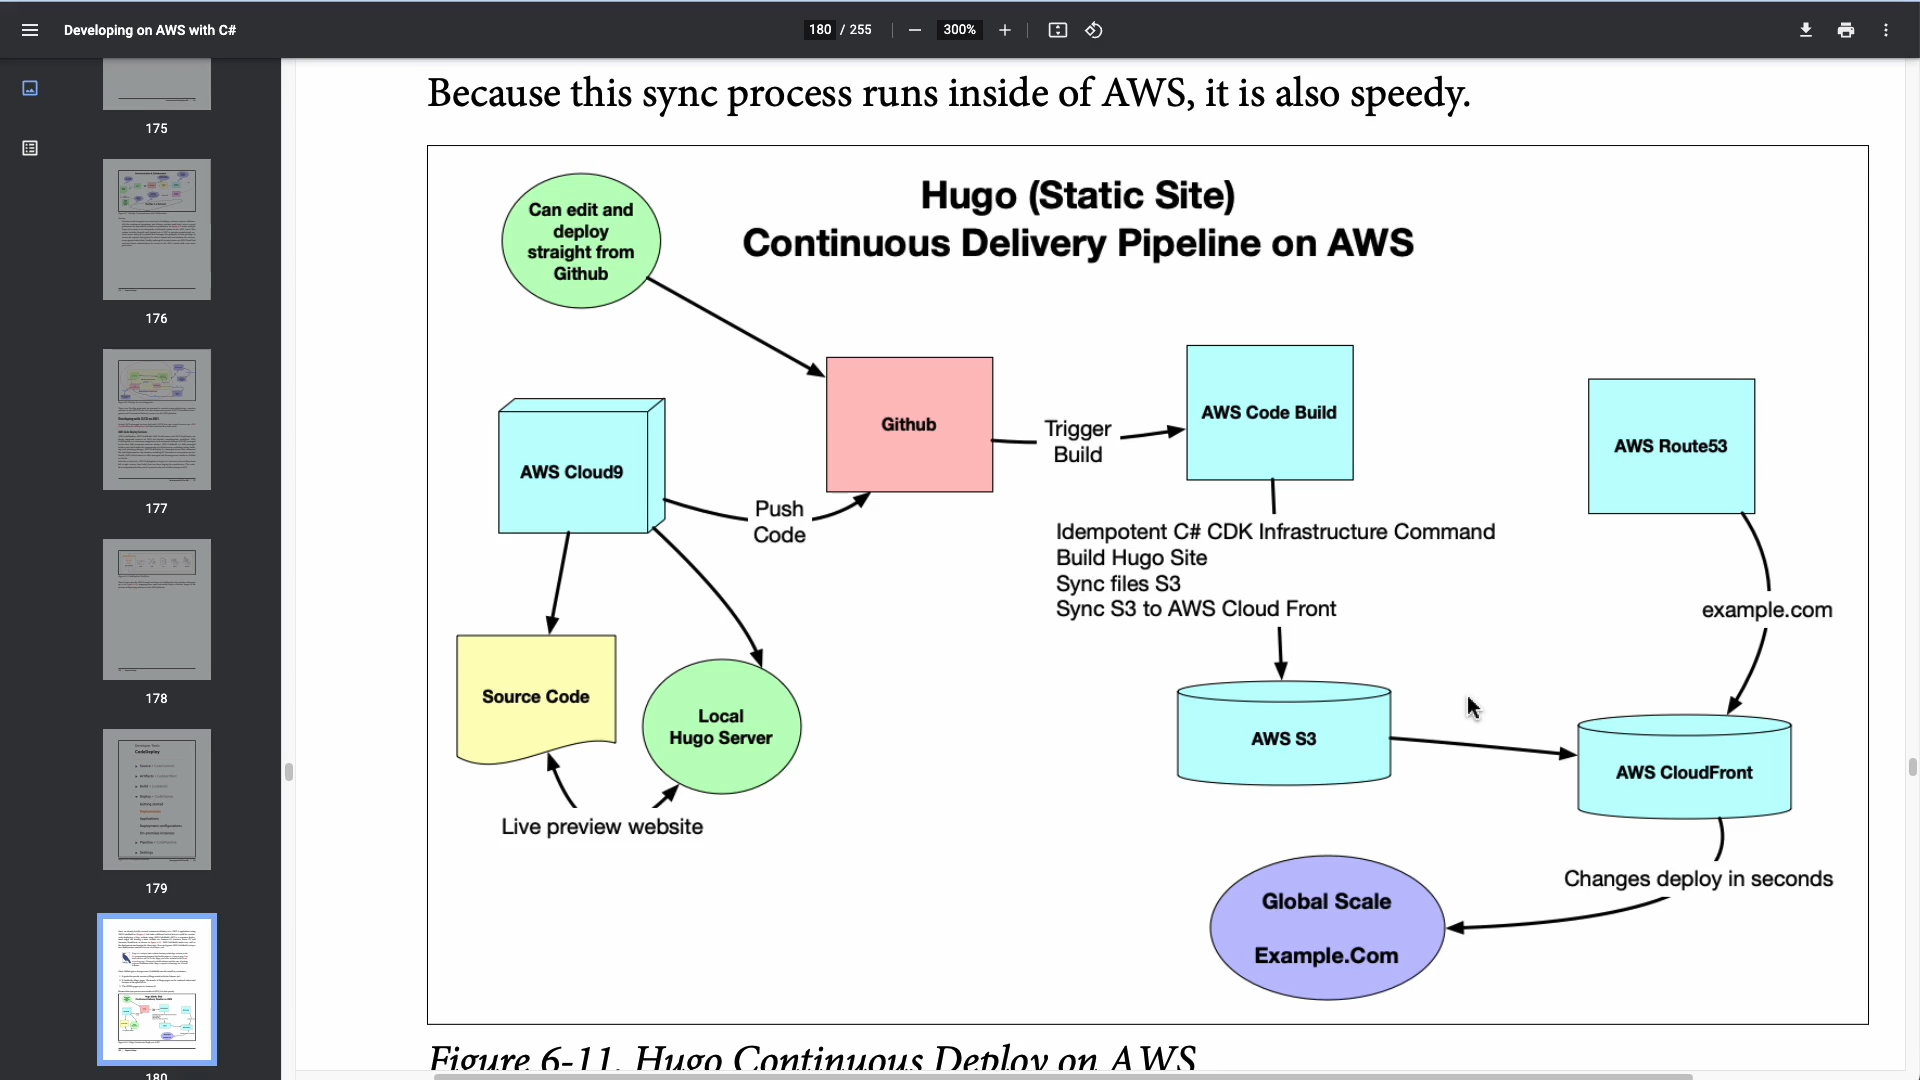 Developing on AWS with C#
180 / 255
300%
175
176
177
178
179
180
Because this sync process runs inside of AWS, it is also speedy.
Hugo (Static Site)
Continuous Delivery Pipeline on AWS
Can edit and
deploy
straight from
Github
Github
Trigger
Build
AWS Code Build
AWS Route53
AWS Cloud9
Push
Code
Idempotent C# CDK Infrastructure Command
Build Hugo Site
Sync files S3
Sync S3 to AWS Cloud Front
example.com
Source Code
Local
Hugo Server
AWS S3
AWS CloudFront
Live preview website
Changes deploy in seconds
Global Scale
Example.Com
Figure 6-11. Hugo Continuous Deploy on AWS